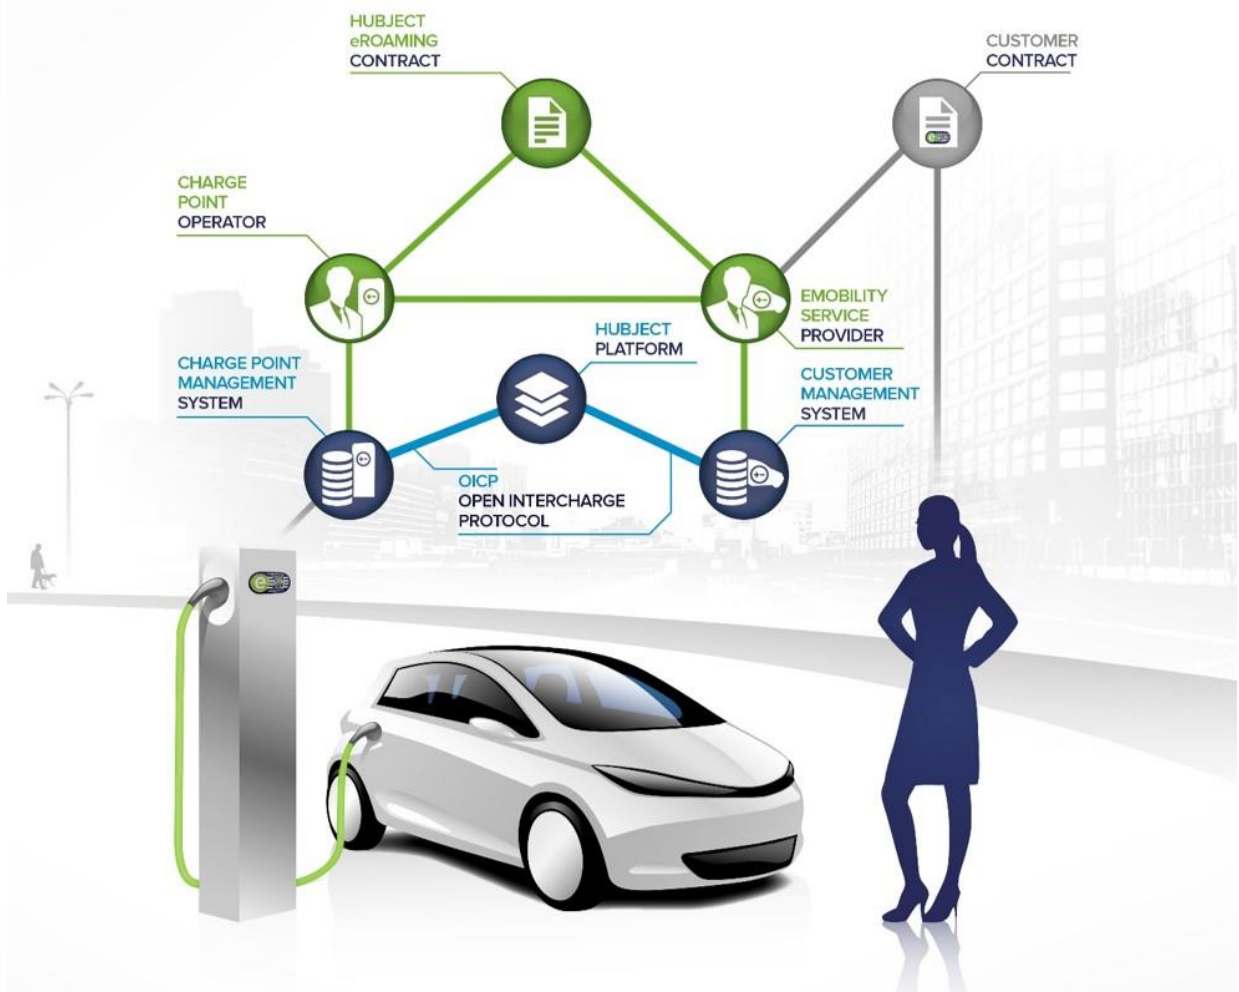 HUBJECT
eROAMING
CONTRACT
CUSTOMER
CONTRACT
CHARGE
POINT
OPERATOR
EMOBILITY
SERVICE
PROVIDER
HUBJECT
PLATFORM
CHARGE POINT
MANAGEMENT
SYSTEM
CUSTOMER
MANAGEMENT
SYSTEM
OICP
OPEN INTERCHARGE
PROTOCOL